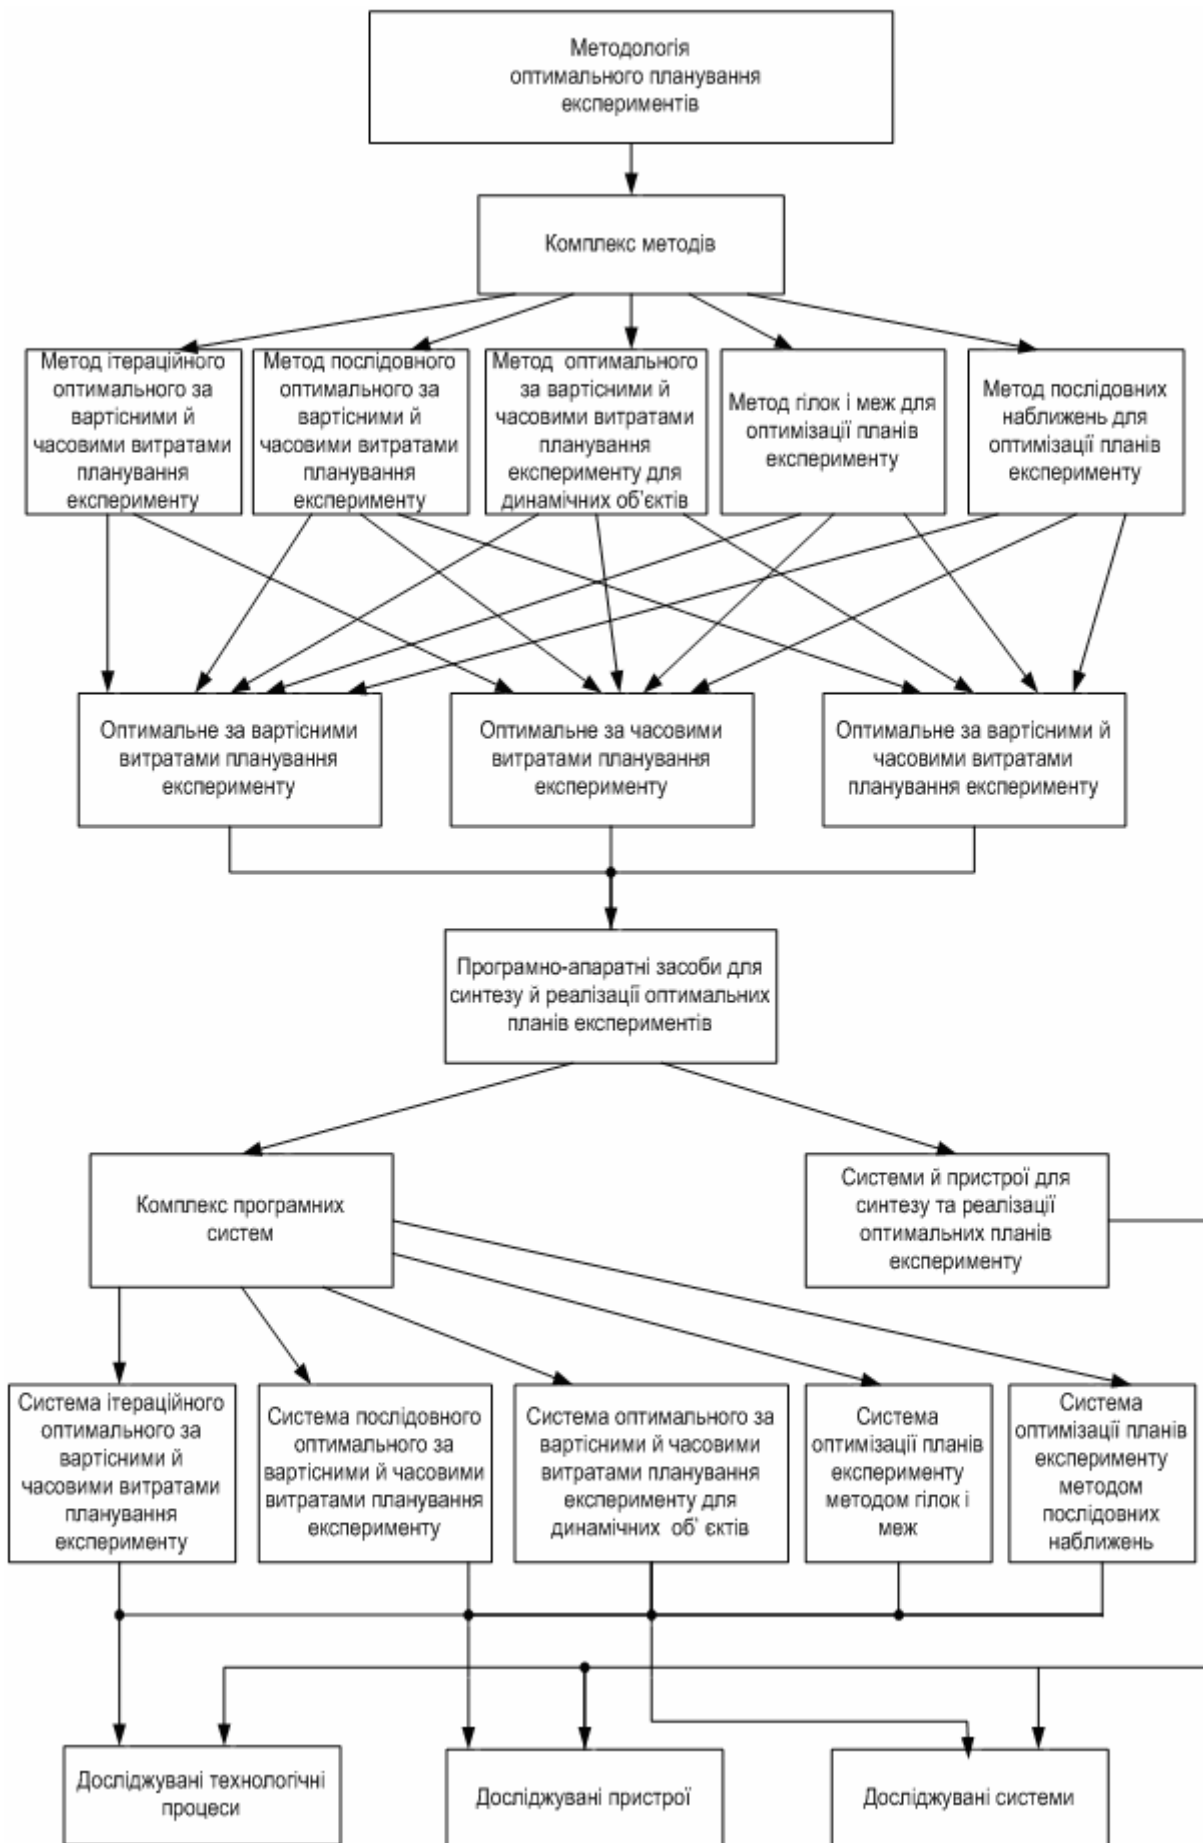 Методологія
оптимального планування
експериментів
Комплекс методів
Метод ітераційного
оптимального за
вартісними й
часовими витратами
планування
експерименту
Метод послідовного
оптимального за
вартісними й
часовими витратами
планування
експерименту
Метод оптимального
за вартісними й
часовими витратами
планування
експерименту для
динамічних об'єктів
Метод гілок і меж для
оптимізації планів
експерименту
Метод послідовних
наближень для
оптимізації планів
експерименту
Оптимальне за вартісними
витратами планування
експерименту
Оптимальне за часовими
витратами планування
експерименту
Оптимальне за вартісними й
часовими витратами
планування експерименту
Програмно-апаратні засоби для
синтезу й реалізації оптимальних
планів експериментів
Комплекс програмних
систем
Системи й пристрої для
синтезу та реалізації
оптимальних планів
експерименту
Система ітераційного
оптимального за
вартісними й
часовими витратами
планування
експерименту
Система послідовного
оптимального за
вартісними й часовими
витратами планування
експерименту
Система оптимального за
вартісними й часовими
витратами планування
експерименту для
динамічних об' єктів
Система
оптимізації планів
експерименту
методом гілок і
меж
Система
оптимізації планів
експерименту
методом
послідовних
наближень
Досліджувані технологічні
процеси
Досліджувані пристрої
Досліджувані системи